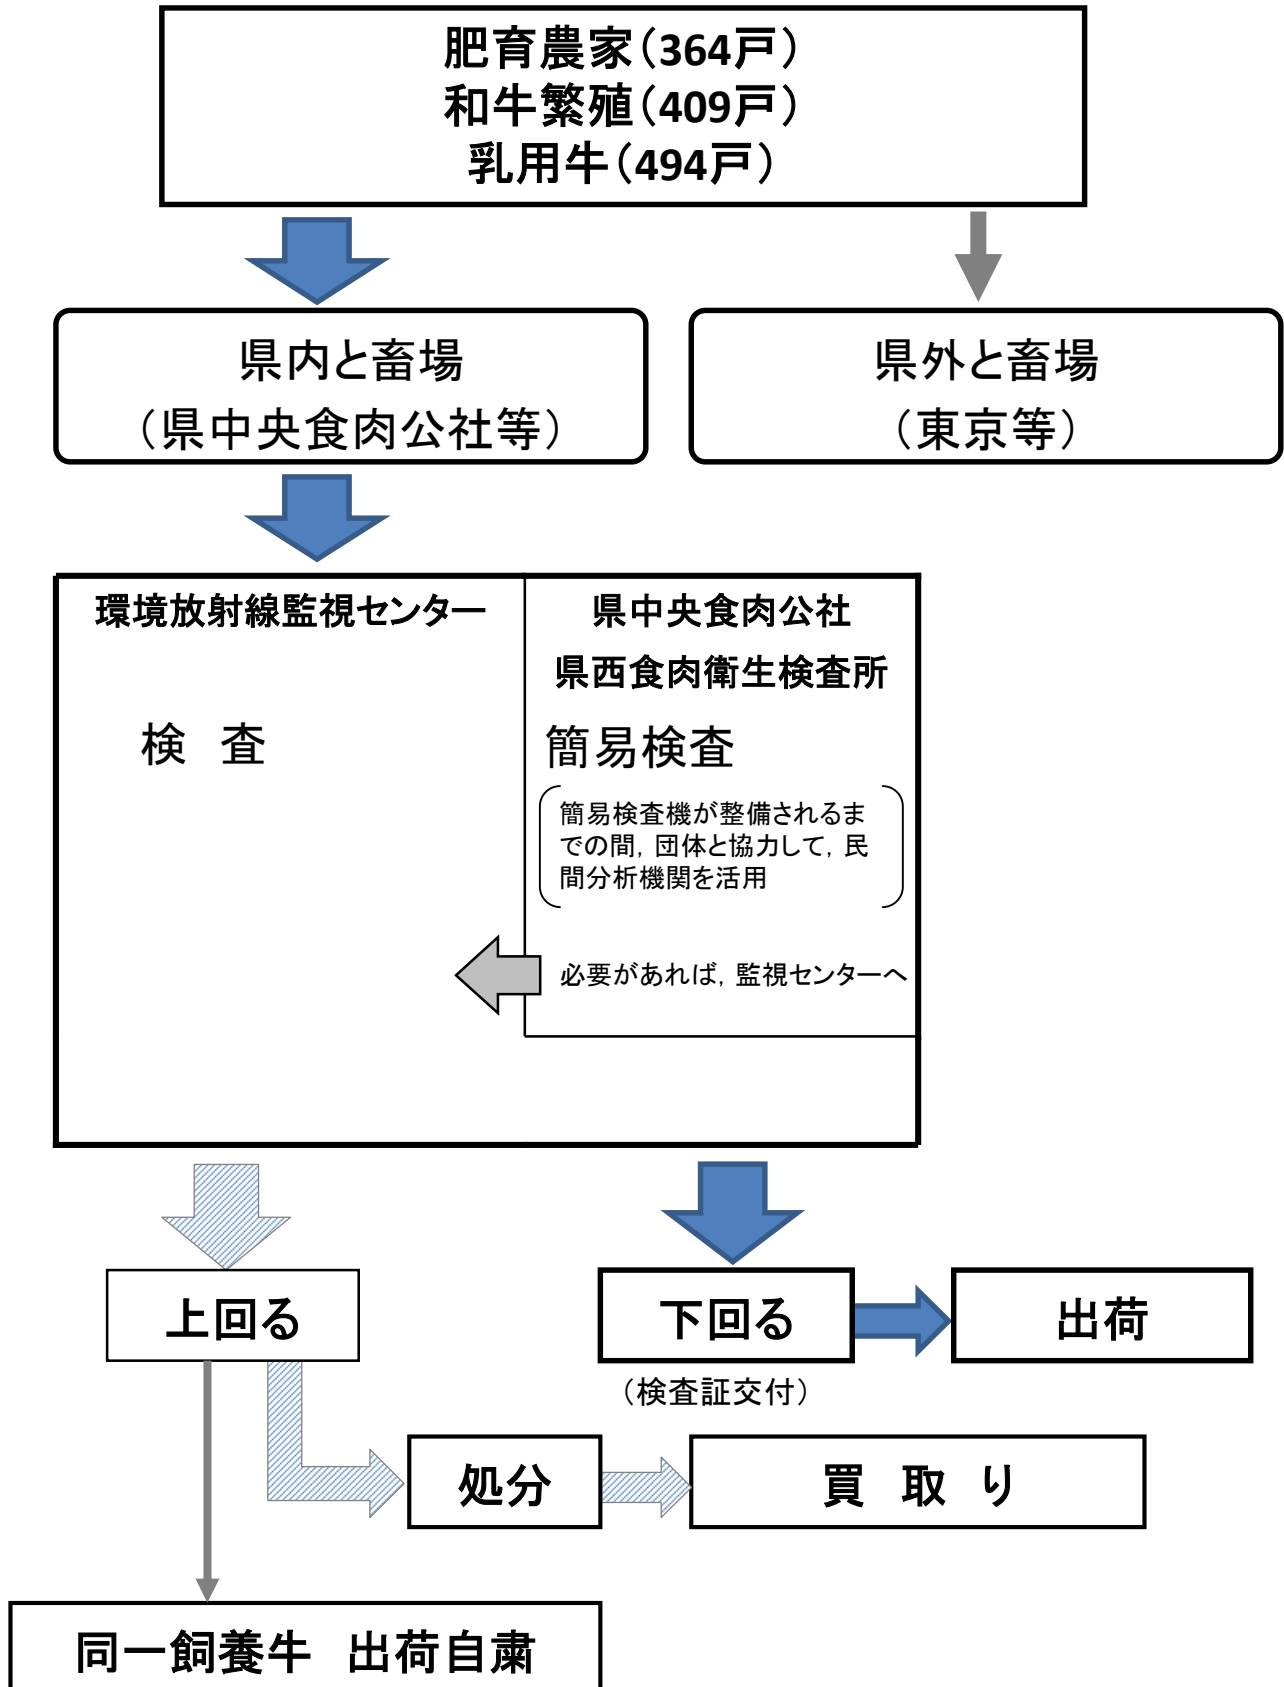 肥育農家(364戸)
和牛繁殖(409戸)
乳用牛(494戸)
県内と畜場
(県中央食肉公社等)
県外と畜場
(東京等)
環境放射線監視センター
検　査
県中央食肉公社
県西食肉衛生検査所
簡易検査
簡易検査機が整備されるま
での間, 団体と協力して, 民
間分析機関を活用
必要があれば, 監視センターへ
上回る
下回る
出荷
(検査証交付)
処分
買　取　り
同一飼養牛　出荷自粛